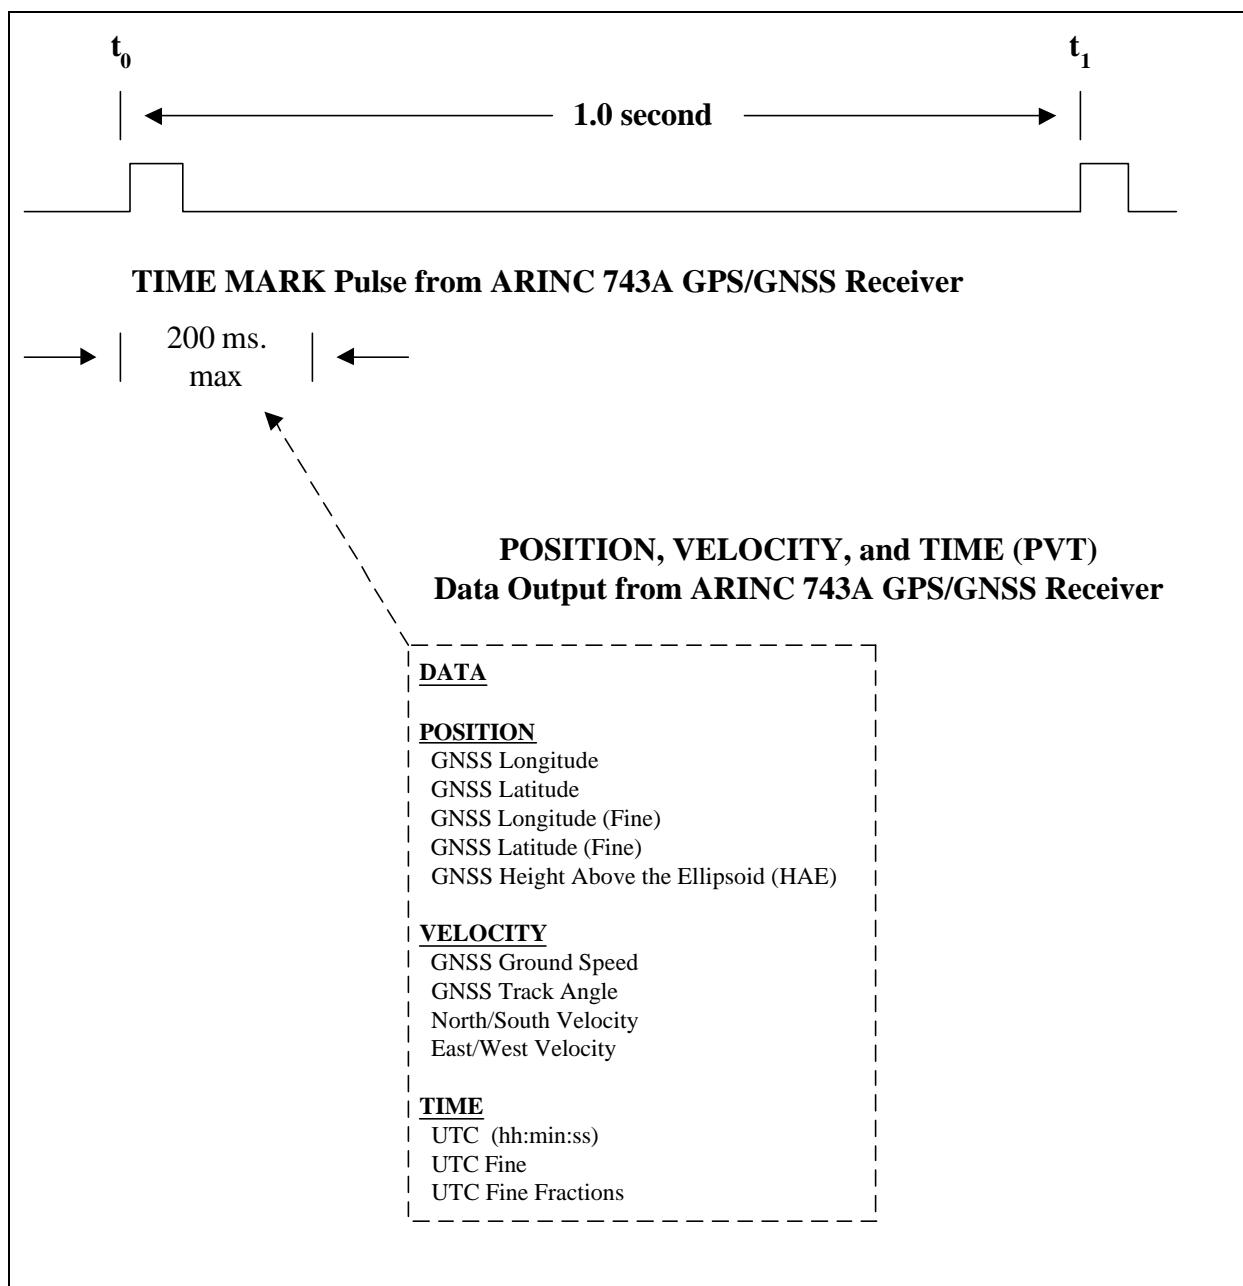 t0 t1
1.0 second
TIME MARK Pulse from ARINC 743A GPS/GNSS Receiver
200 ms.
max
POSITION, VELOCITY, and TIME (PVT)
Data Output from ARINC 743A GPS/GNSS Receiver
DATA
POSITION
GNSS Longitude
GNSS Latitude
GNSS Longitude (Fine)
GNSS Latitude (Fine)
GNSS Height Above the Ellipsoid (HAE)
VELOCITY
GNSS Ground Speed
GNSS Track Angle
North/South Velocity
East/West Velocity
TIME
UTC (hh:min:ss)
UTC Fine
UTC Fine Fractions